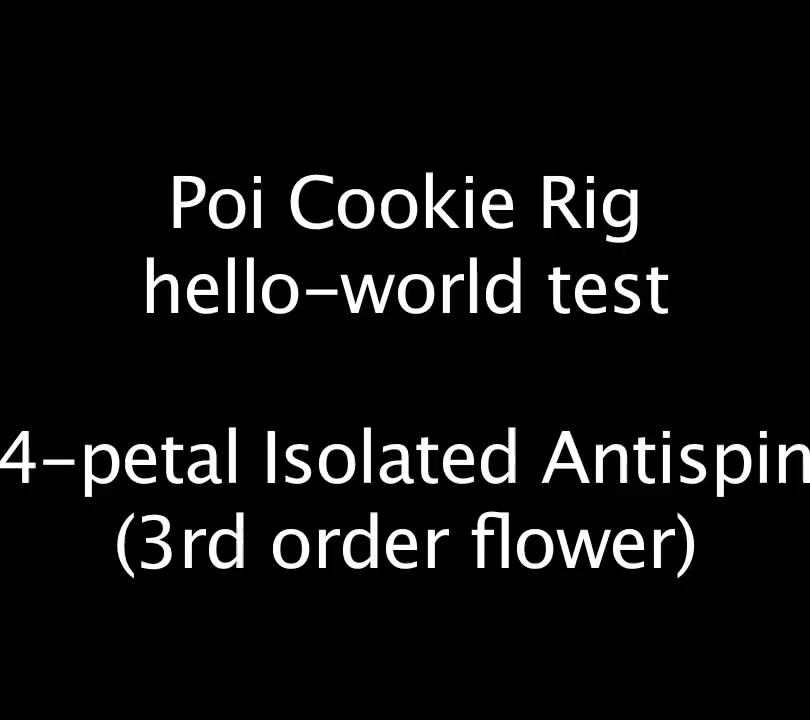 Poi Cookie Rig
hello-world test
4-petal Isolated Antispin
(3rd order flower)